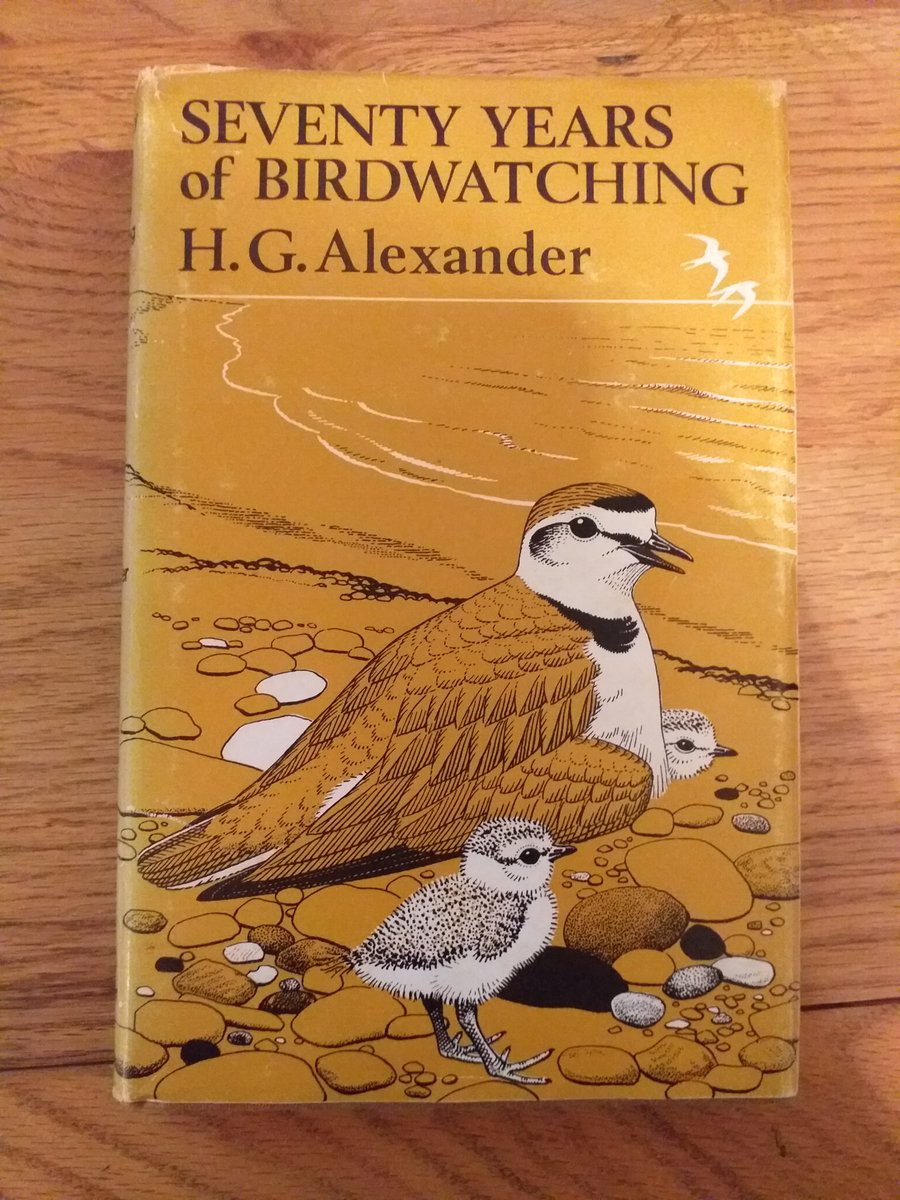 SEVENTY YEARS
of BIRDWATCHING
H. G. Alexander